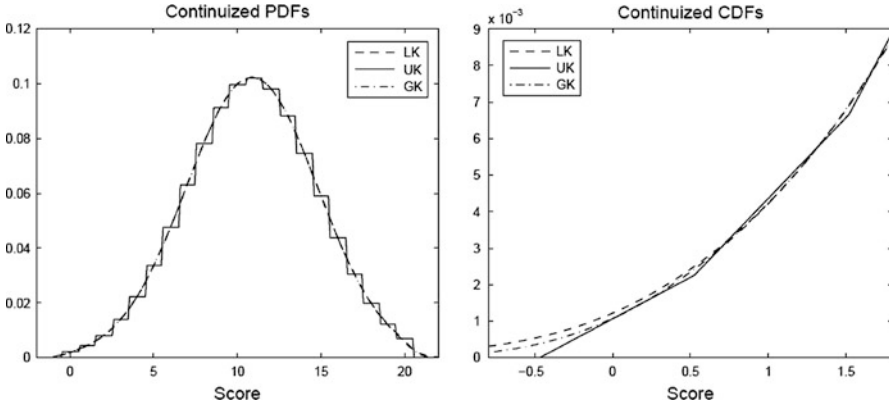 Continuized PDFs
0.12
0.1
0.08
0.06
0.04
0.02
0
LK
UK
GK
0
5
10
15
20
Score
Continuized CDFs
x 10⁻³
9
8
7
6
5
4
3
2
1
0
LK
UK
GK
−0.5
0
0.5
1
1.5
Score